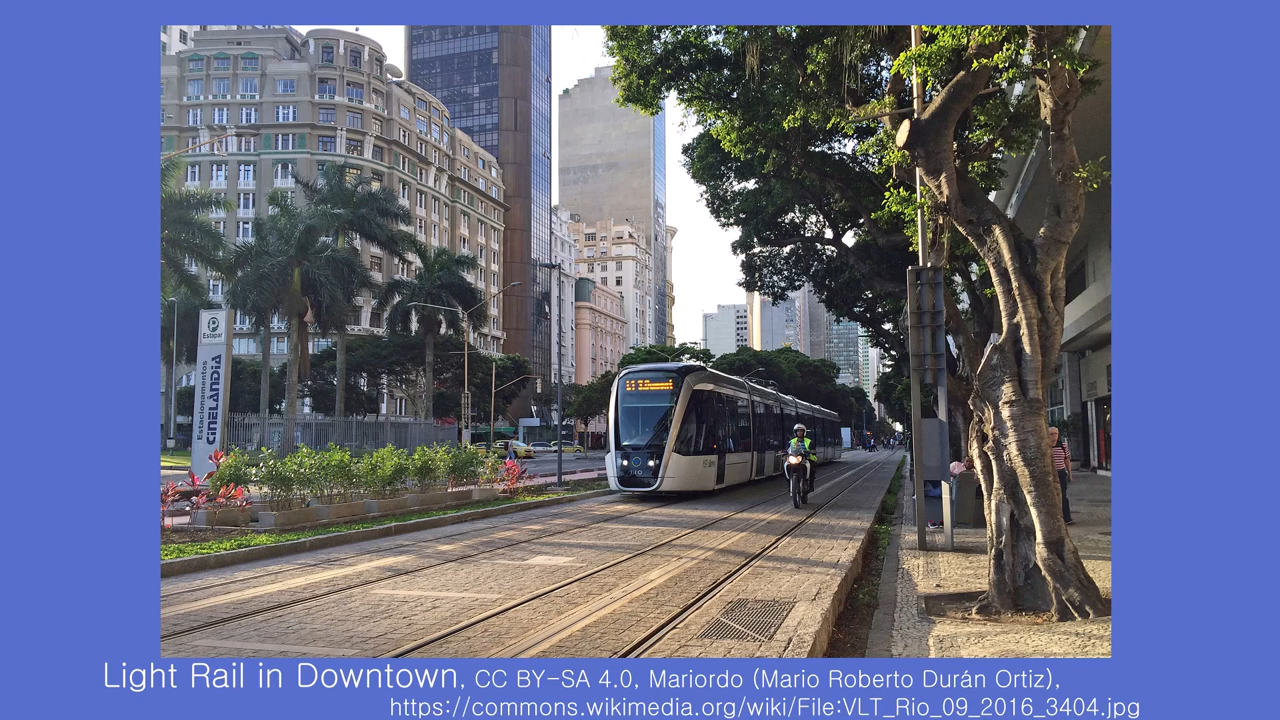 P
Estapar
Estacionamentos
CINELÂNDIA
Light Rail in Downtown, CC BY-SA 4.0, Mariordo (Mario Roberto Durán Ortiz),
https://commons.wikimedia.org/wiki/File:VLT_Rio_09_2016_3404.jpg